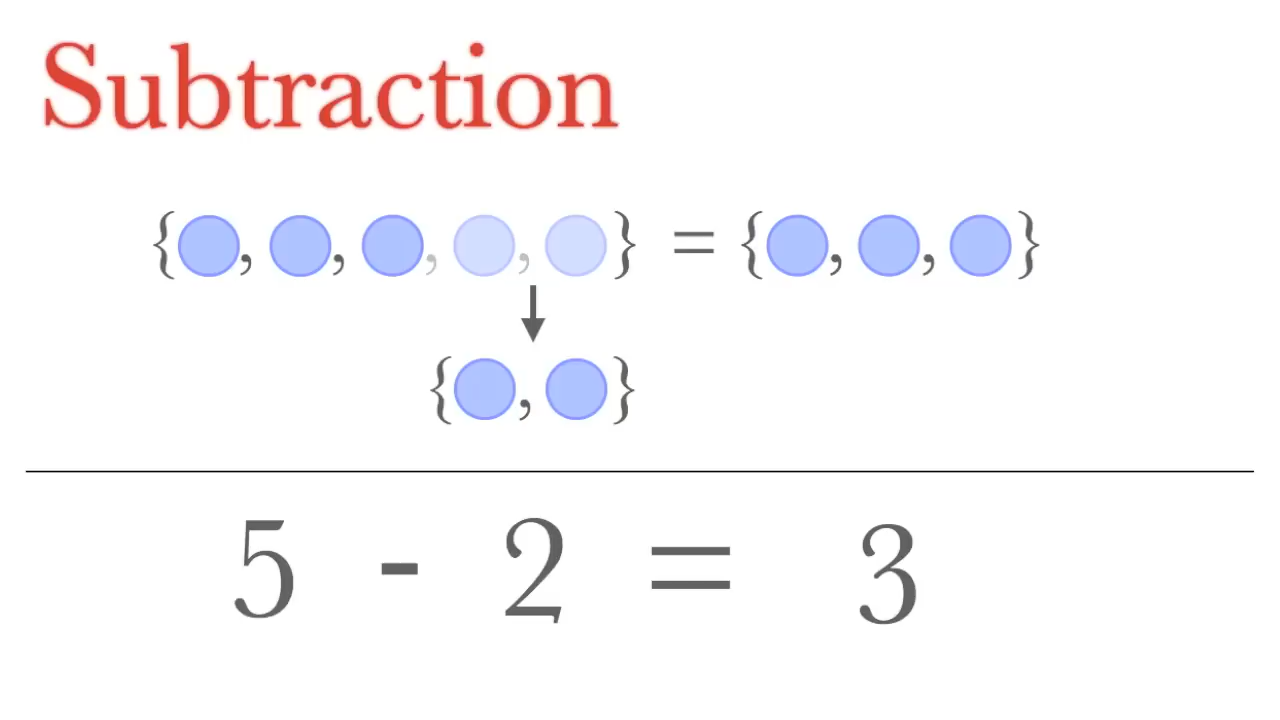 Subtraction
{ , , , , } = { , , }
{ , }
5 - 2 = 3